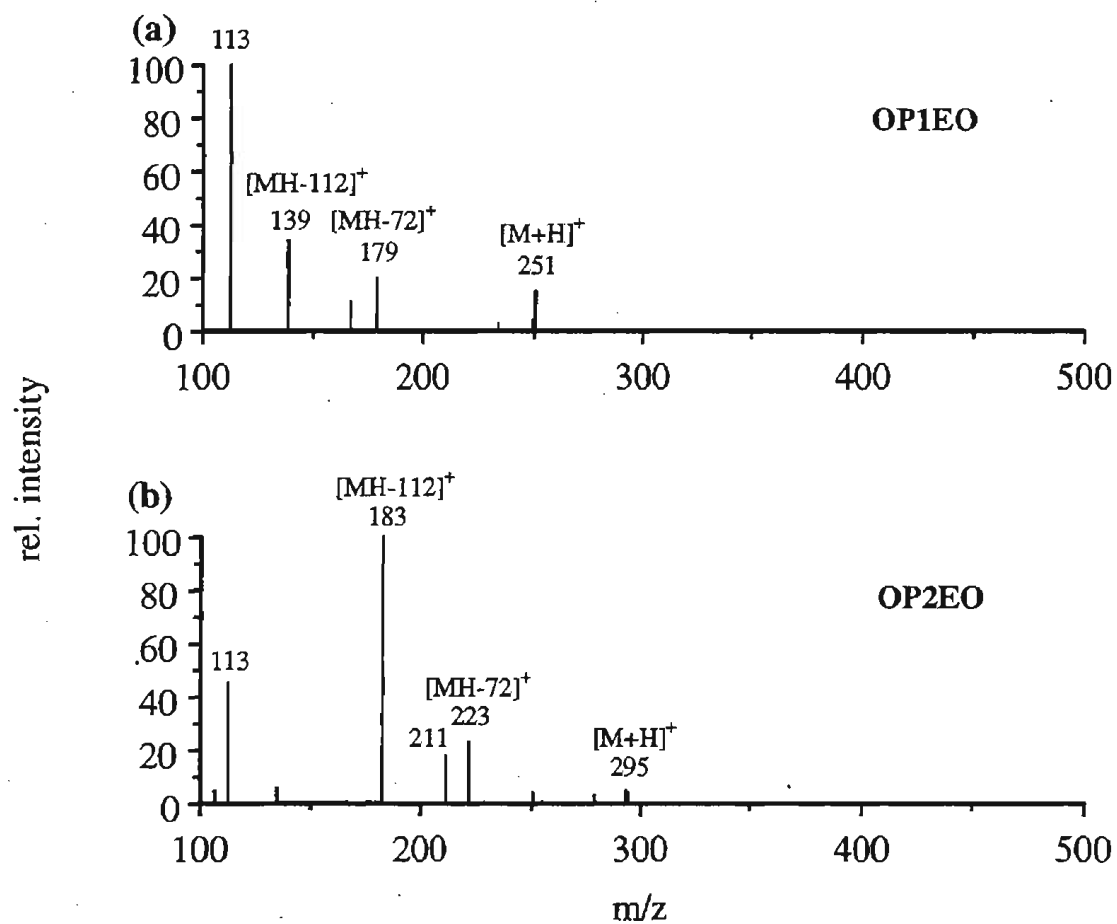 (a)
113
100
80
60
40
20
0
OP1EO
[MH-112]+
139
[MH-72]+
179
[M+H]+
251
100 200 300 400 500
rel. intensity
(b)
[MH-112]+
183
100
80
60
40
20
0
OP2EO
113
[MH-72]+
223
211
[M+H]+
295
100 200 300 400 500
m/z